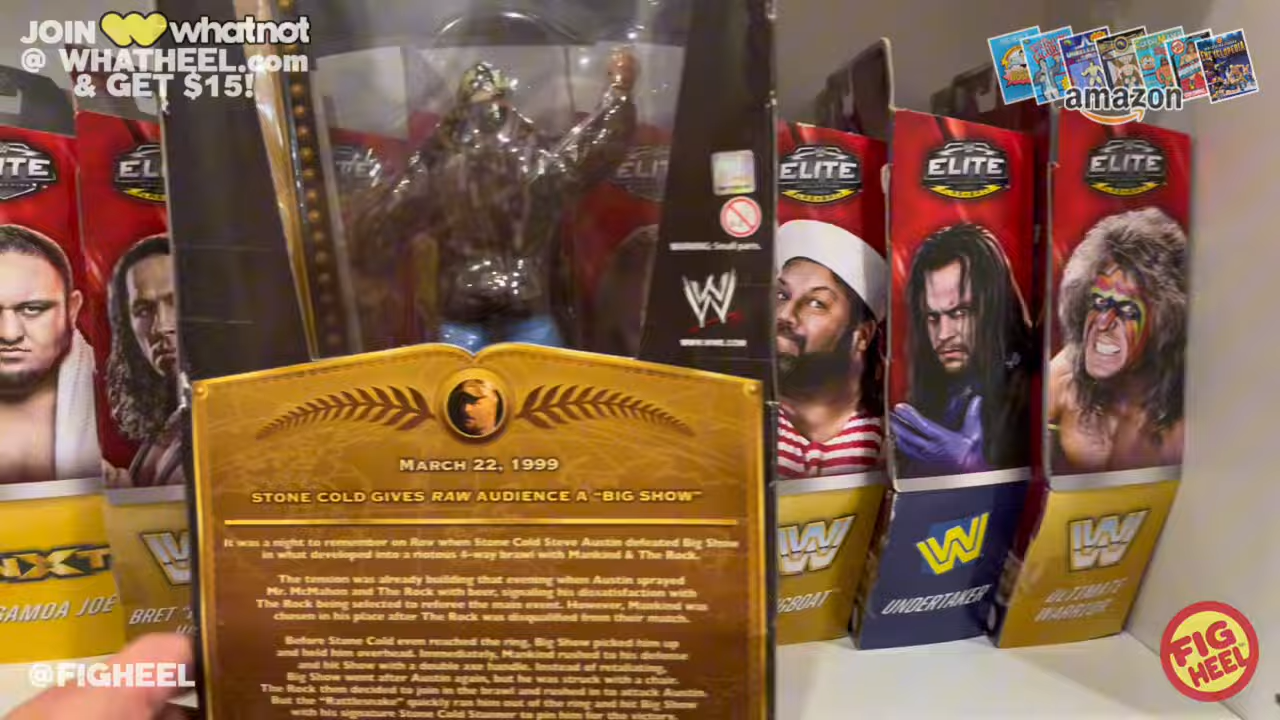 JOIN whatnot
@ WHATHEEL.com
& GET $15!
amazon
ENCYCLOPEDIA
ELITE
ELITE
ELITE
ELITE
ELITE
WARNING: Small parts.
W
WWW.WWE.COM
MARCH 22, 1999
STONE COLD GIVES RAW AUDIENCE A "BIG SHOW"
It was a night to remember on Raw when Stone Cold Steve Austin defeated Big Show
in what developed into a riotous 4-way brawl with Mankind & The Rock.
The tension was already building that evening when Austin sprayed
Mr. McMahon and The Rock with beer, signaling his dissatisfaction with
The Rock being selected to referee the main event. However, Mankind was
chosen in his place after The Rock was disqualified from their match.
Before Stone Cold even reached the ring, Big Show picked him up
and held him overhead. Immediately, Mankind rushed to his defense
and hit Show with a double axe handle. Instead of retaliating,
Big Show went after Austin again, but he was struck with a chair.
The Rock then decided to join in the brawl and rushed in to attack Austin.
But the "Rattlesnake" quickly ran him out of the ring and hit Big Show
with his signature Stone Cold Stunner to pin him for the victory.
NXT
SAMOA JOE
W
BRET "
W
GBOAT
W
UNDERTAKER
W
ULTIMATE
WARRIOR
@FIGHEEL
FIG
HEEL